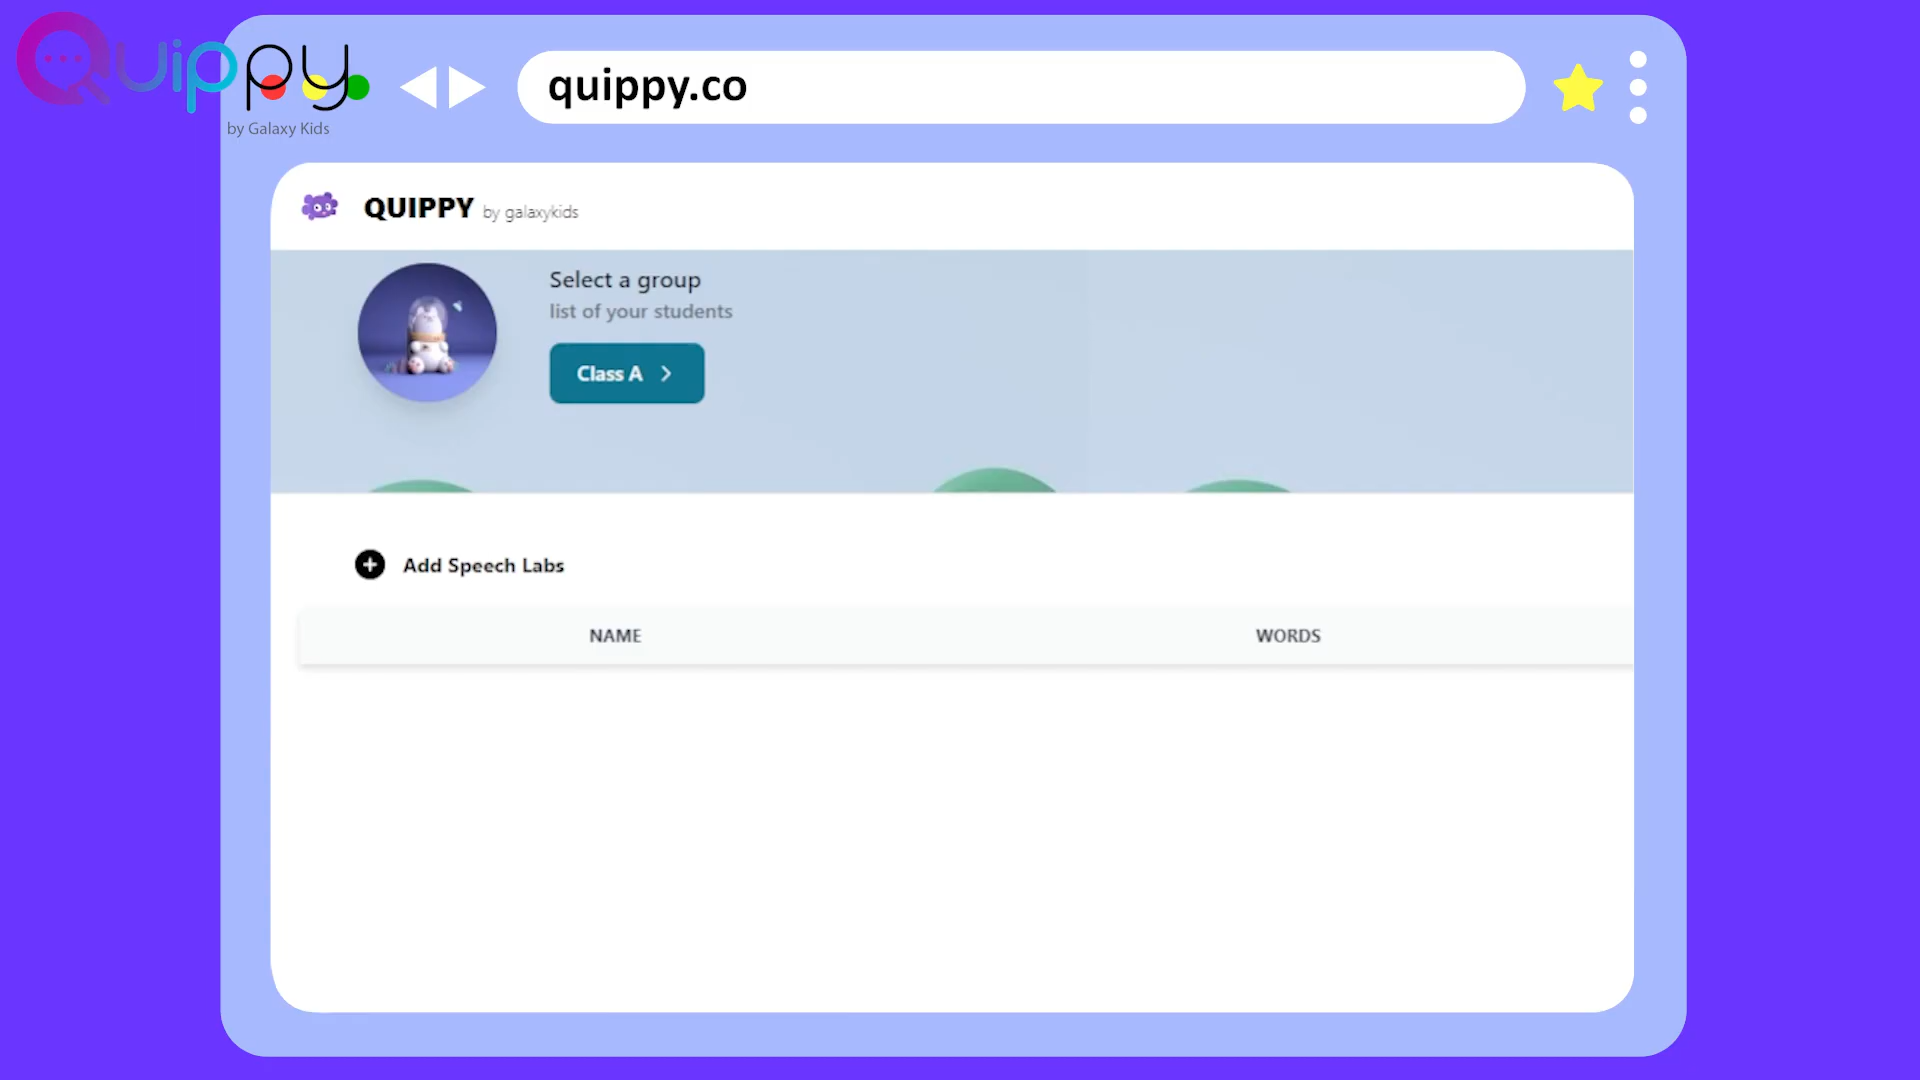 Quippy
by Galaxy Kids
quippy.co
QUIPPY by galaxykids
Select a group
list of your students
Class A
Add Speech Labs
NAME WORDS